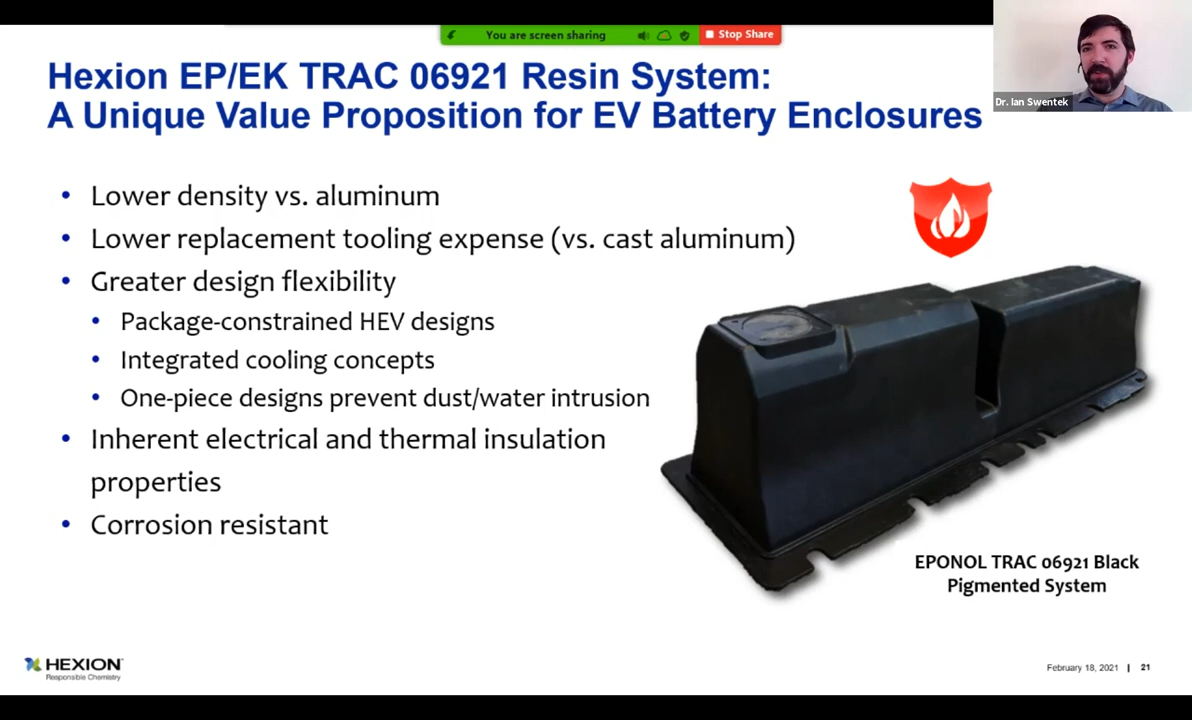 You are screen sharing
Stop Share
Dr. Ian Swentek
Hexion EP/EK TRAC 06921 Resin System:
A Unique Value Proposition for EV Battery Enclosures
• Lower density vs. aluminum
• Lower replacement tooling expense (vs. cast aluminum)
• Greater design flexibility
• Package-constrained HEV designs
• Integrated cooling concepts
• One-piece designs prevent dust/water intrusion
• Inherent electrical and thermal insulation
properties
• Corrosion resistant
EPONOL TRAC 06921 Black
Pigmented System
HEXION™
Responsible Chemistry
February 18, 2021 | 21